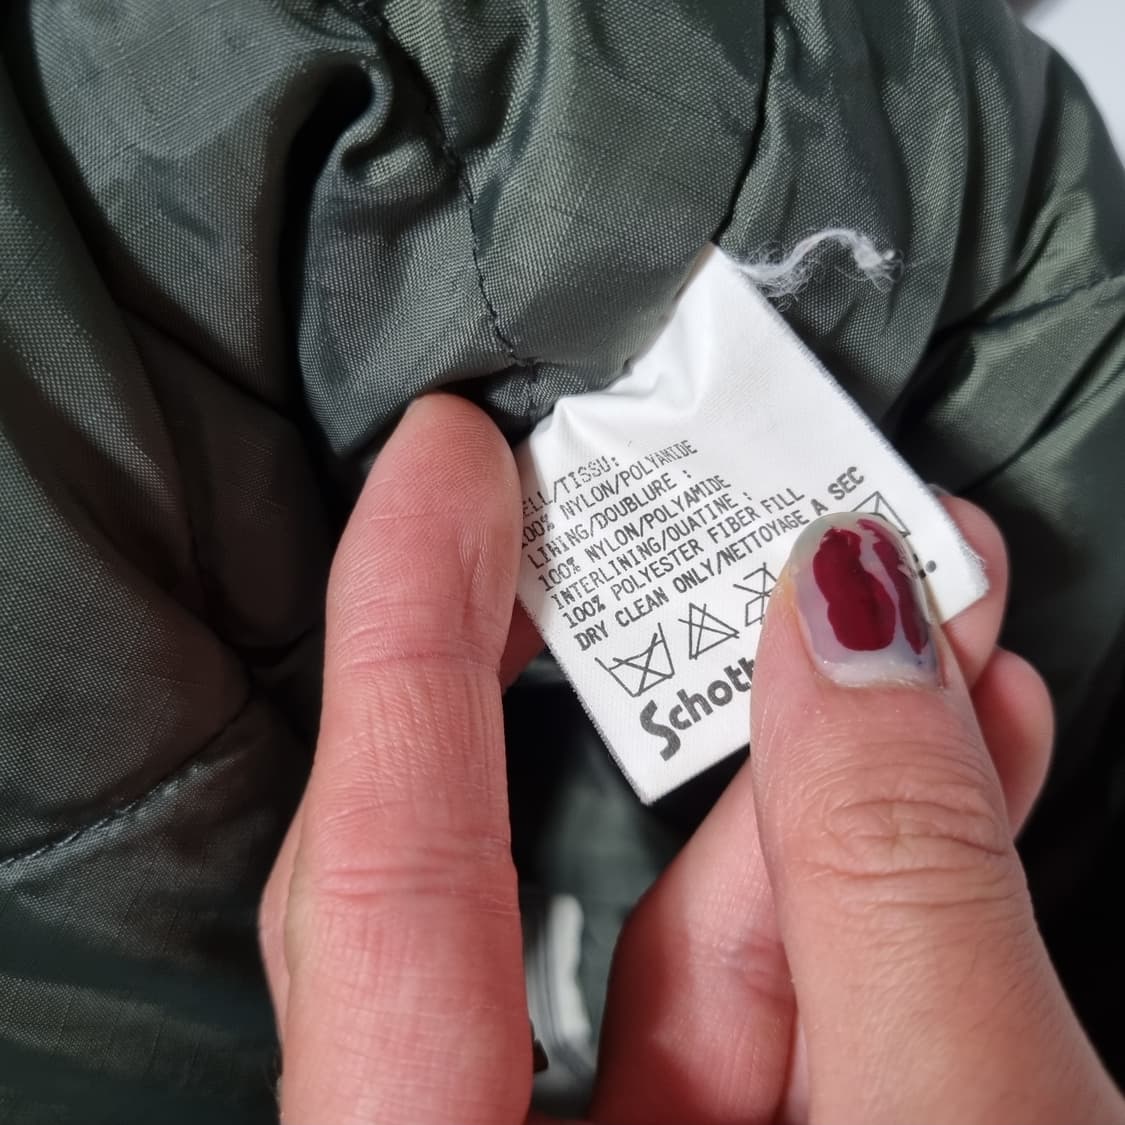 ELL/TISSU:
100% NYLON/POLYAMIDE
LINING/DOUBLURE :
100% NYLON/POLYAMIDE
INTERLINING/OUATINE :
100% POLYESTER FIBER FILL
DRY CLEAN ONLY/NETTOYAGE A SEC
Schott